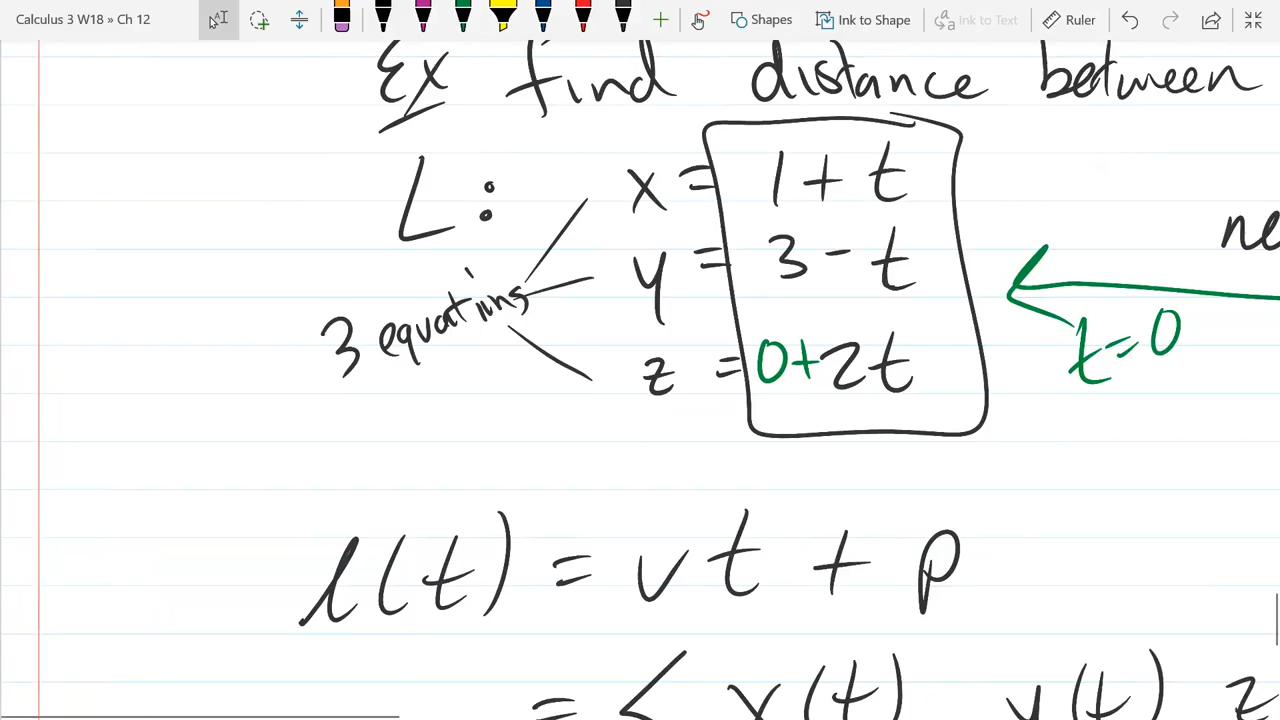 Calculus 3 W18 » Ch 12
Shapes Ink to Shape Ink to Text Ruler
Ex find distance between
L: x = 1 + t
y = 3 - t
3 equations
z = 0 + 2t
t = 0
l(t) = vt + p
= < x(t) y(t) z